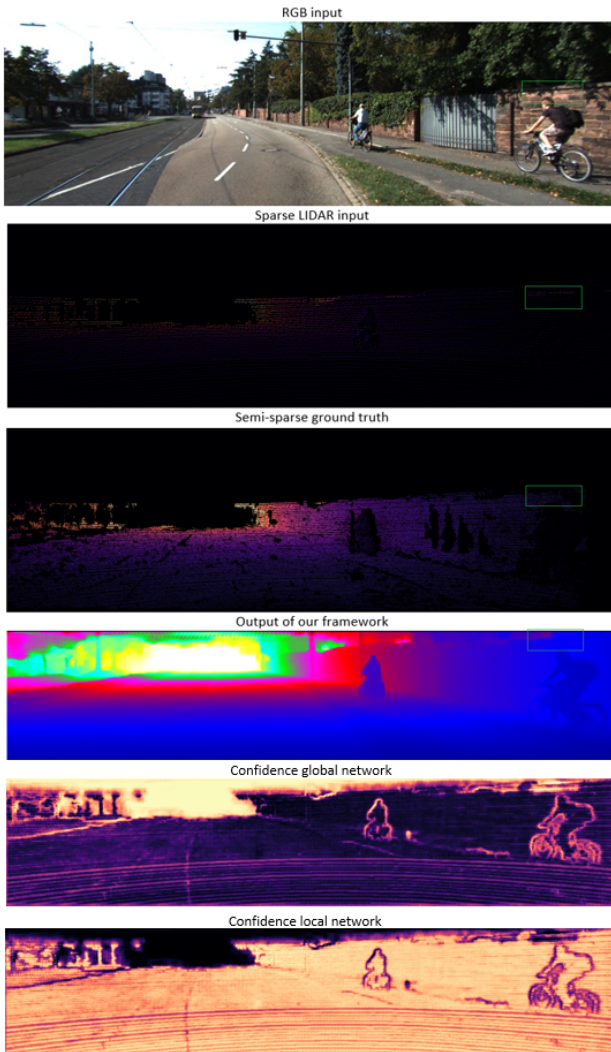 RGB input
Sparse LIDAR input
Semi-sparse ground truth
Output of our framework
Confidence global network
Confidence local network